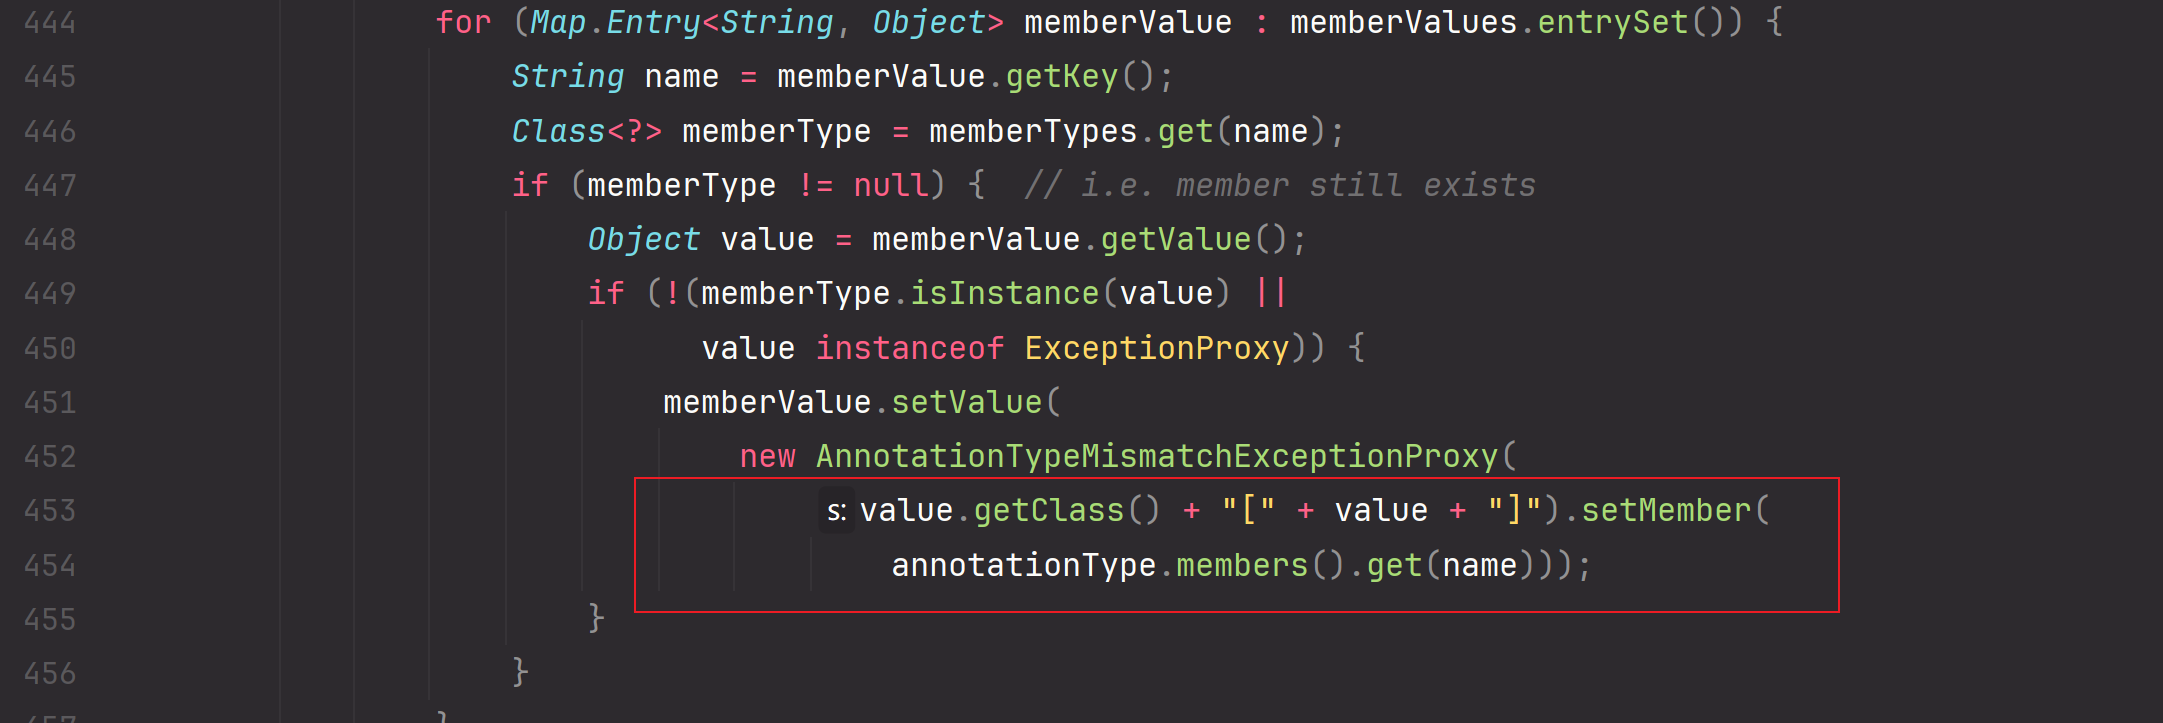 444 for (Map.Entry<String, Object> memberValue : memberValues.entrySet()) {
445 String name = memberValue.getKey();
446 Class<?> memberType = memberTypes.get(name);
447 if (memberType != null) {  // i.e. member still exists
448 Object value = memberValue.getValue();
449 if (!(memberType.isInstance(value) ||
450 value instanceof ExceptionProxy)) {
451 memberValue.setValue(
452 new AnnotationTypeMismatchExceptionProxy(
453 s: value.getClass() + "[" + value + "]").setMember(
454 annotationType.members().get(name)));
455 }
456 }
457 }